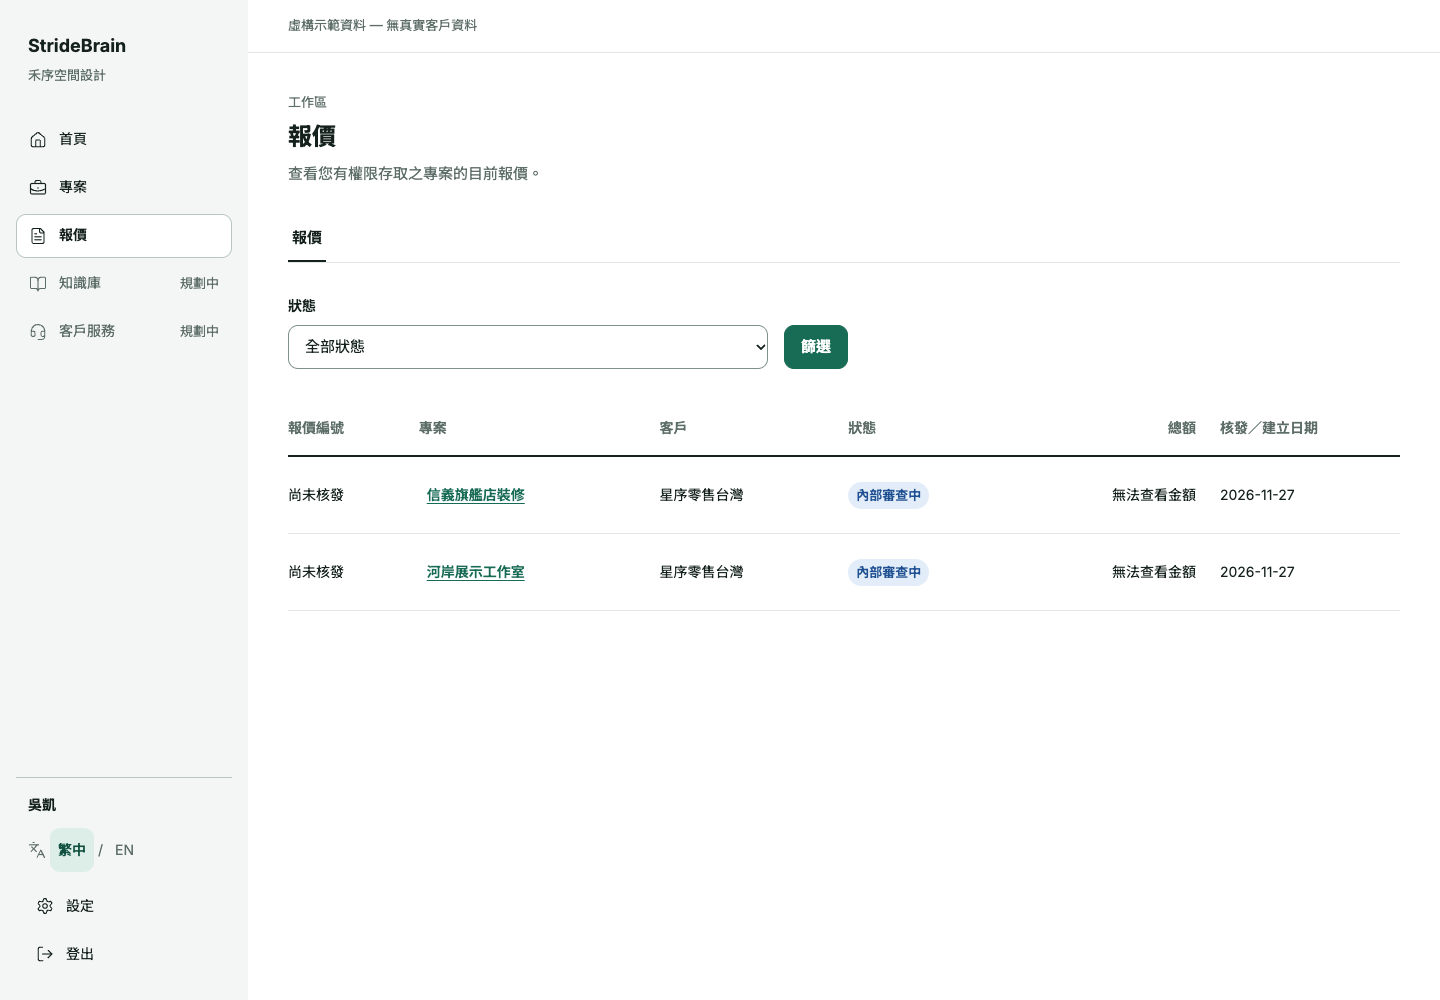 StrideBrain
禾序空間設計
首頁
專案
報價
知識庫 規劃中
客戶服務 規劃中
吳凱
繁中 / EN
設定
登出
虛構示範資料 — 無真實客戶資料
工作區
報價
查看您有權限存取之專案的目前報價。
報價
狀態
全部狀態 篩選
報價編號 專案 客戶 狀態 總額 核發／建立日期
尚未核發 信義旗艦店裝修 星序零售台灣 內部審查中 無法查看金額 2026-11-27
尚未核發 河岸展示工作室 星序零售台灣 內部審查中 無法查看金額 2026-11-27